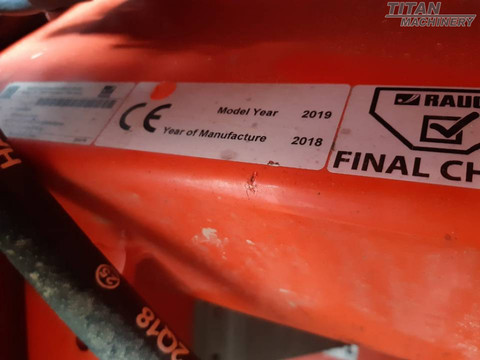 TITAN
MACHINERY
CE
Model Year 2019
Year of Manufacture 2018
RAUC
FINAL CH
2018